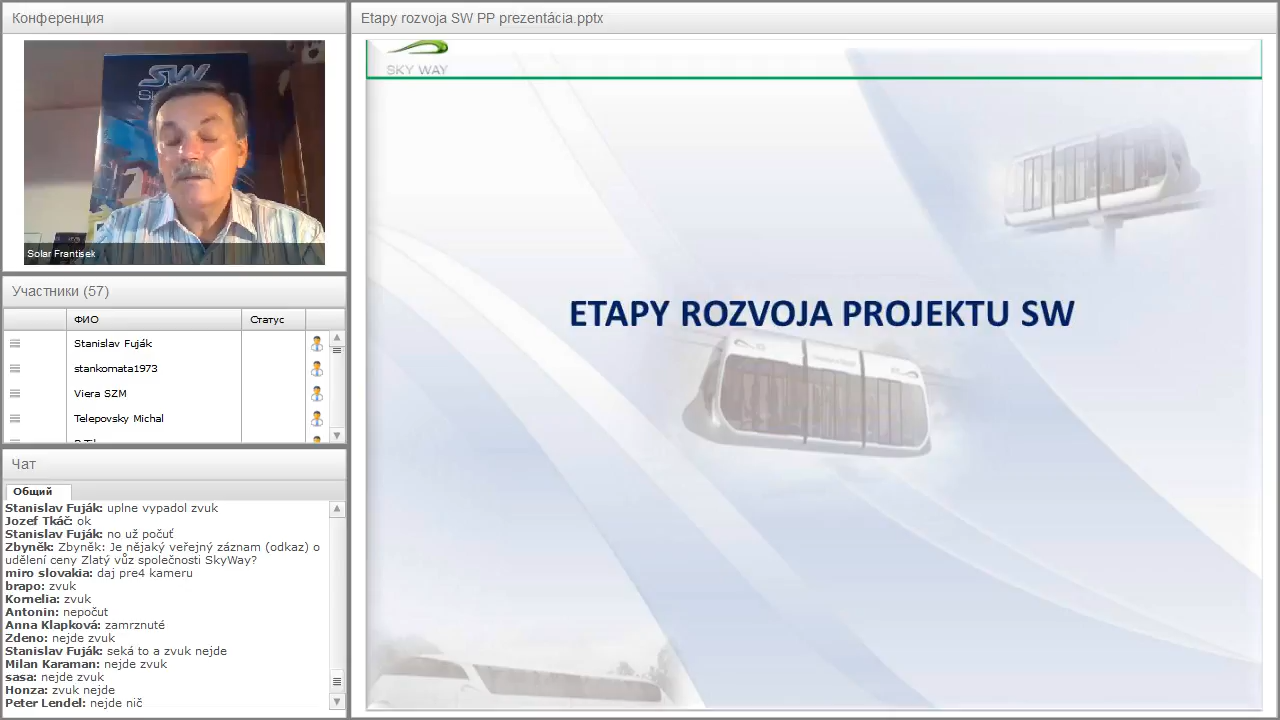 Конференция
SW
Solar Frantisek
Участники (57)
ФИО
Статус
Stanislav Fuják
stankomata1973
Viera SZM
Telepovsky Michal
Чат
Общий
Stanislav Fuják: uplne vypadol zvuk
Jozef Tkáč: ok
Stanislav Fuják: no už počuť
Zbyněk: Zbyněk: Je nějaký veřejný záznam (odkaz) o
udělení ceny Zlatý vůz společnosti SkyWay?
miro slovakia: daj pre4 kameru
brapo: zvuk
Kornelia: zvuk
Antonin: nepočut
Anna Klapková: zamrznuté
Zdeno: nejde zvuk
Stanislav Fuják: seká to a zvuk nejde
Milan Karaman: nejde zvuk
sasa: nejde zvuk
Honza: zvuk nejde
Peter Lendel: nejde nič
Etapy rozvoja SW PP prezentácia.pptx
SKY WAY
ETAPY ROZVOJA PROJEKTU SW